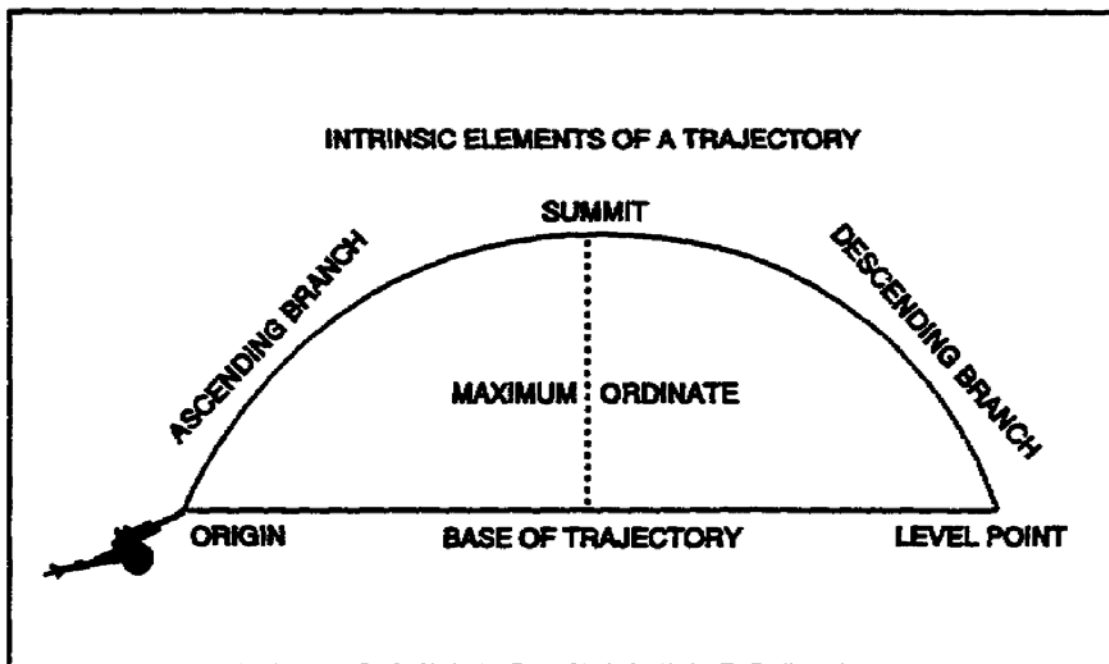 INTRINSIC ELEMENTS OF A TRAJECTORY
SUMMIT
ASCENDING BRANCH
DESCENDING BRANCH
MAXIMUM ORDINATE
ORIGIN
BASE OF TRAJECTORY
LEVEL POINT